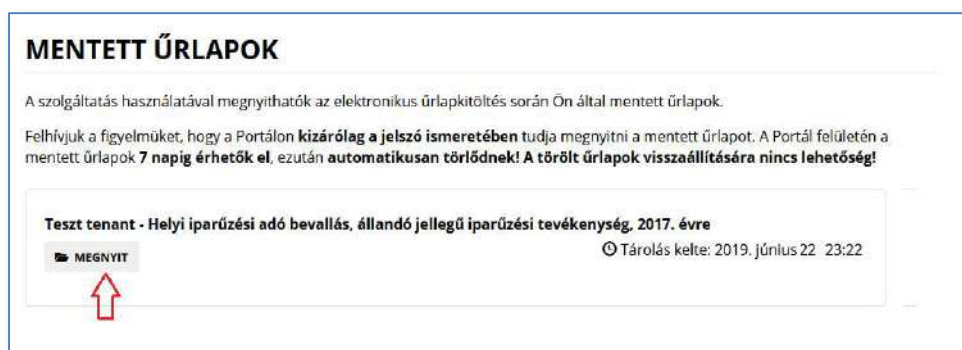 MENTETT ŰRLAPOK
A szolgáltatás használatával megnyithatók az elektronikus űrlapkitöltés során Ön által mentett űrlapok.
Felhívjuk a figyelmüket, hogy a Portálon kizárólag a jelszó ismeretében tudja megnyitni a mentett űrlapot. A Portál felületén a
mentett űrlapok 7 napig érhetők el, ezután automatikusan törlődnek! A törölt űrlapok visszaállítására nincs lehetőség!
Teszt tenant - Helyi iparűzési adó bevallás, állandó jellegű iparűzési tevékenység, 2017. évre
MEGNYIT
Tárolás kelte: 2019. június 22 23:22